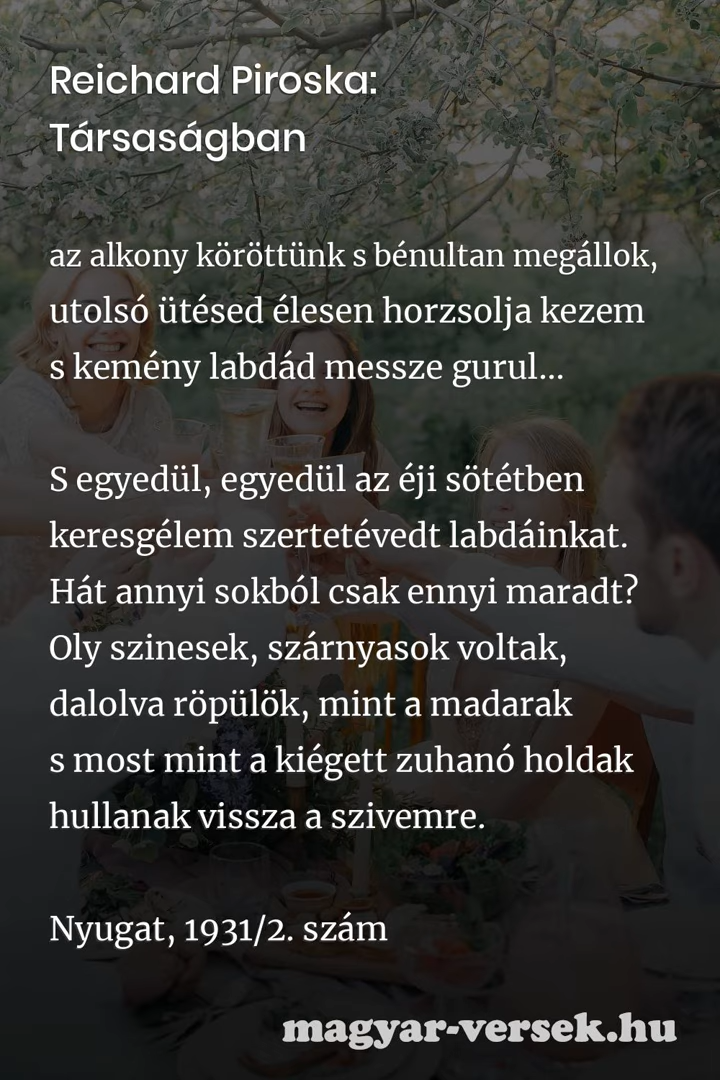 Reichard Piroska:
Társaságban
az alkony köröttünk s bénultan megállok,
utolsó ütésed élesen horzsolja kezem
s kemény labdád messze gurul...
S egyedül, egyedül az éji sötétben
keresgélem szertetévedt labdáinkat.
Hát annyi sokból csak ennyi maradt?
Oly szinesek, szárnyasok voltak,
dalolva röpülök, mint a madarak
s most mint a kiégett zuhanó holdak
hullanak vissza a szivemre.
Nyugat, 1931/2. szám
magyar-versek.hu